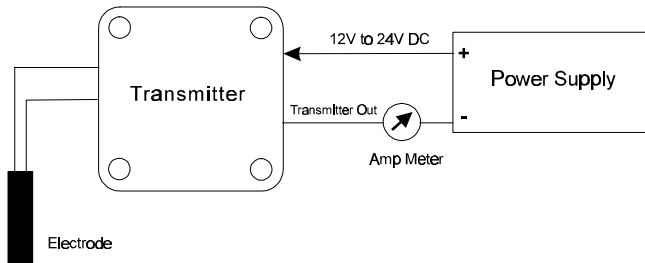 12V to 24V DC
+
Power Supply
Transmitter
Transmitter Out
-
Amp Meter
Electrode